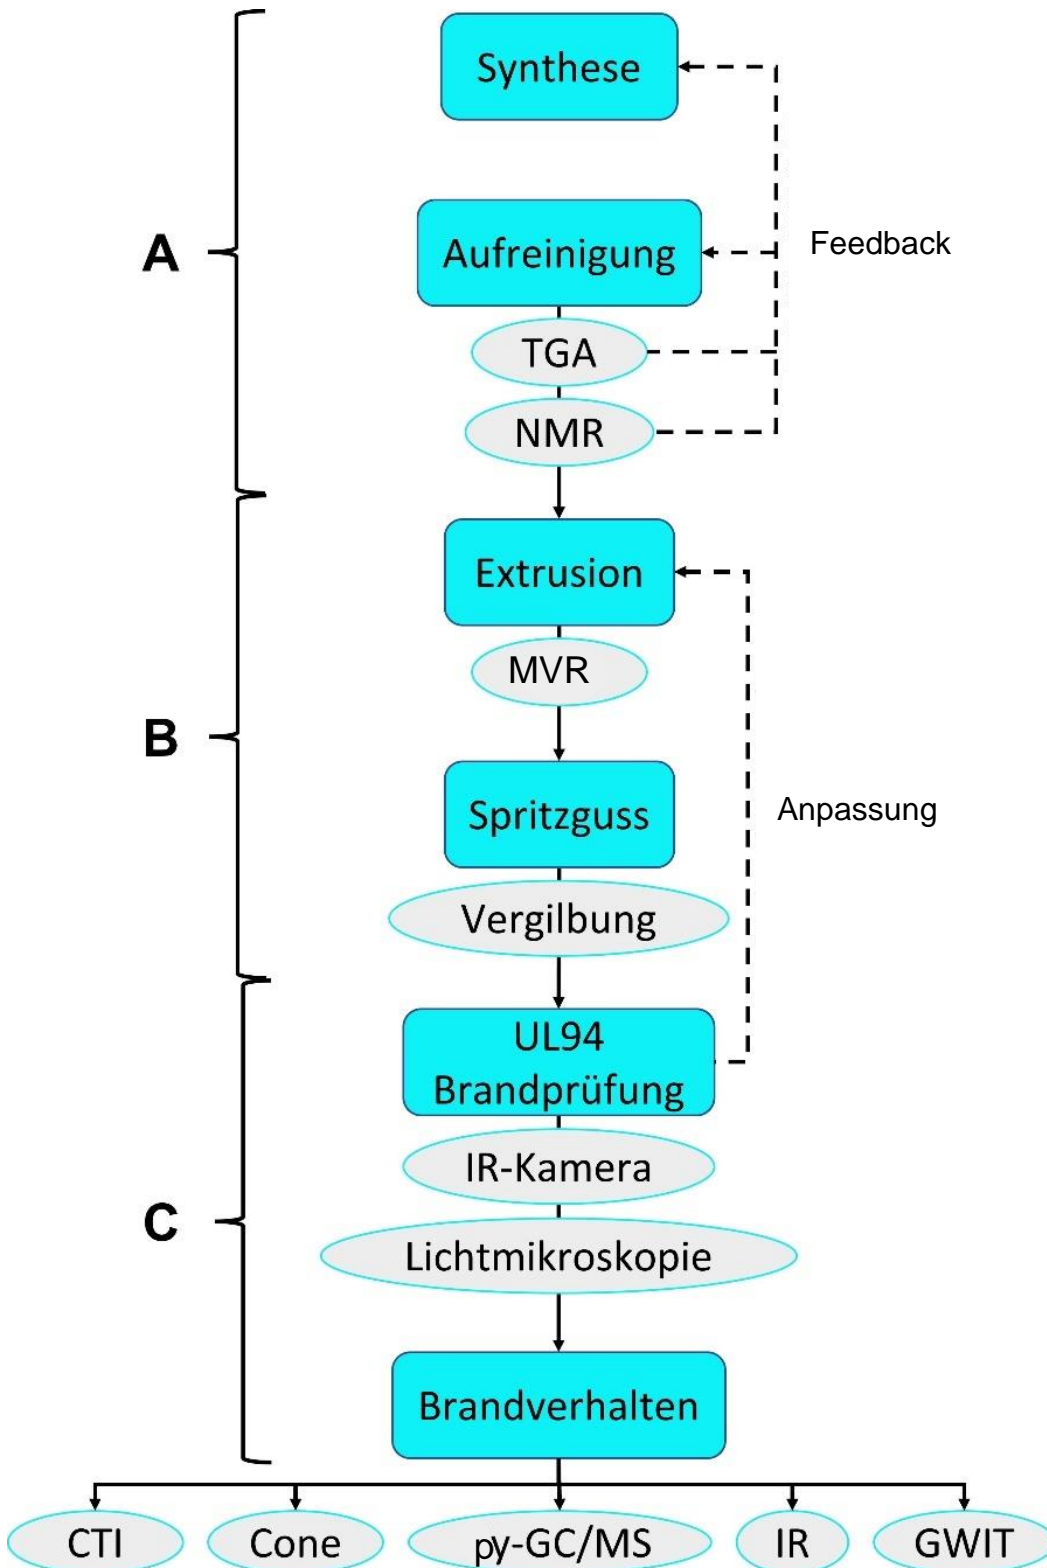 Synthese
A
Aufreinigung
Feedback
TGA
NMR
Extrusion
MVR
B
Spritzguss
Anpassung
Vergilbung
UL94
Brandprüfung
IR-Kamera
C
Lichtmikroskopie
Brandverhalten
CTI
Cone
py-GC/MS
IR
GWIT